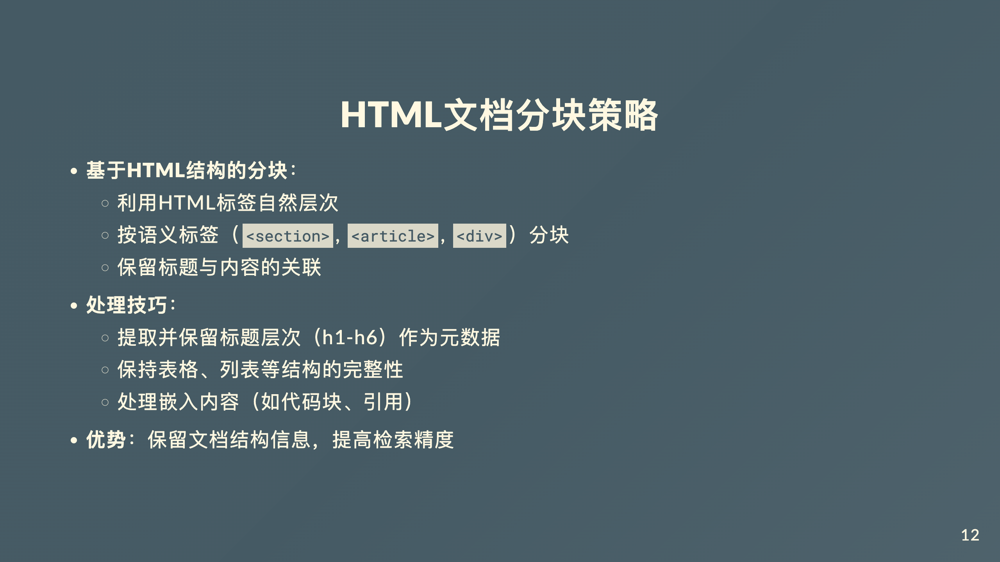 HTML文档分块策略
基于HTML结构的分块：
利用HTML标签自然层次
按语义标签（<section>, <article>, <div>）分块
保留标题与内容的关联
处理技巧：
提取并保留标题层次（h1-h6）作为元数据
保持表格、列表等结构的完整性
处理嵌入内容（如代码块、引用）
优势：保留文档结构信息，提高检索精度
12